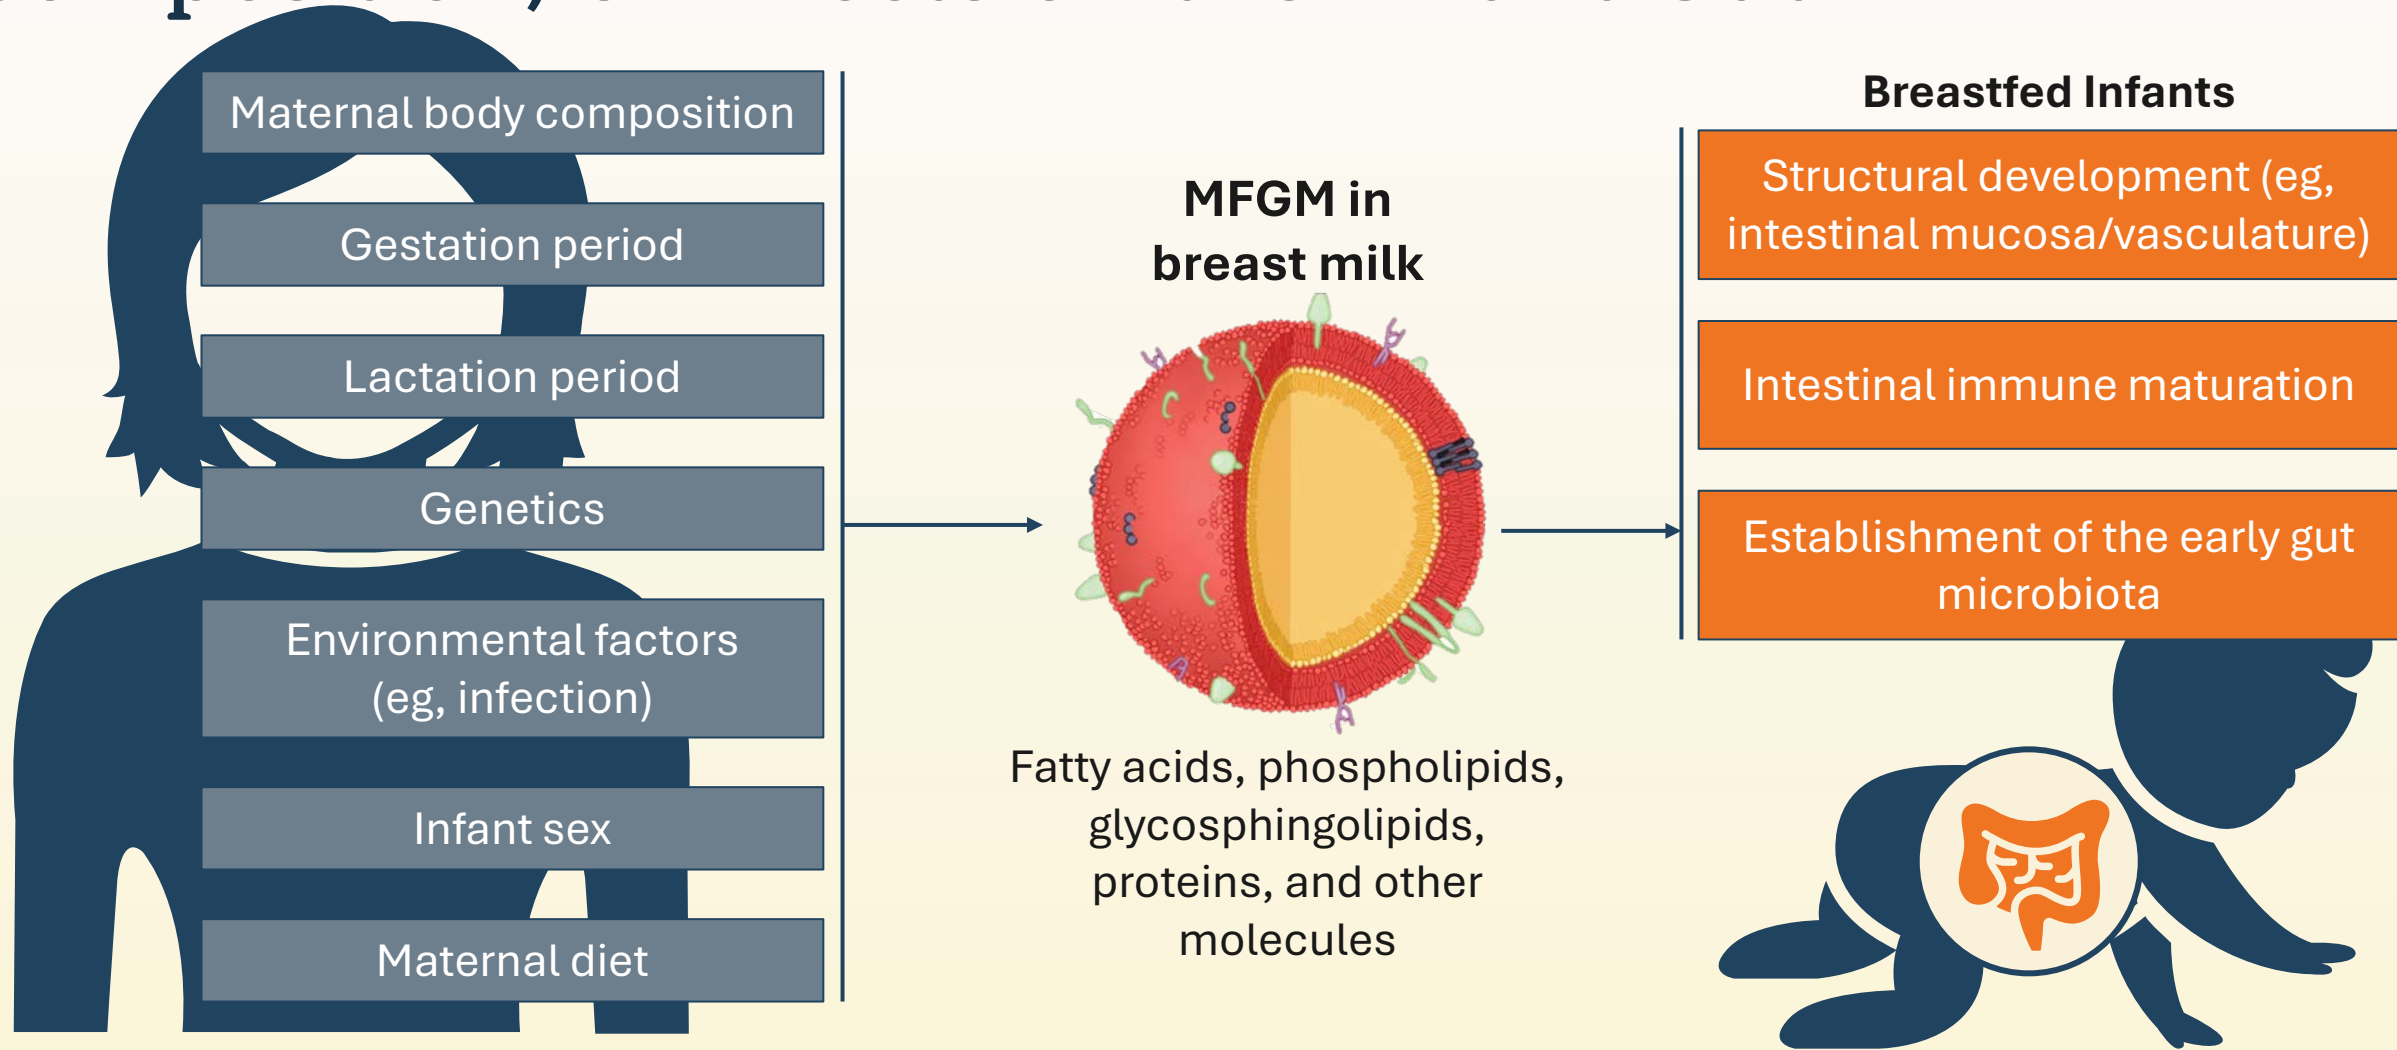 Maternal body composition
Gestation period
Lactation period
Genetics
Environmental factors
(eg, infection)
Infant sex
Maternal diet
MFGM in
breast milk
Fatty acids, phospholipids,
glycosphingolipids,
proteins, and other
molecules
Breastfed Infants
Structural development (eg,
intestinal mucosa/vasculature)
Intestinal immune maturation
Establishment of the early gut
microbiota